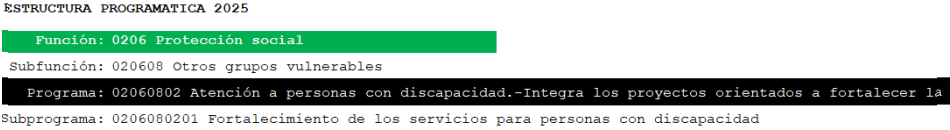 ESTRUCTURA PROGRAMATICA 2025
Función: 0206 Protección social
Subfunción: 020608 Otros grupos vulnerables
Programa: 02060802 Atención a personas con discapacidad.-Integra los proyectos orientados a fortalecer la
Subprograma: 0206080201 Fortalecimiento de los servicios para personas con discapacidad